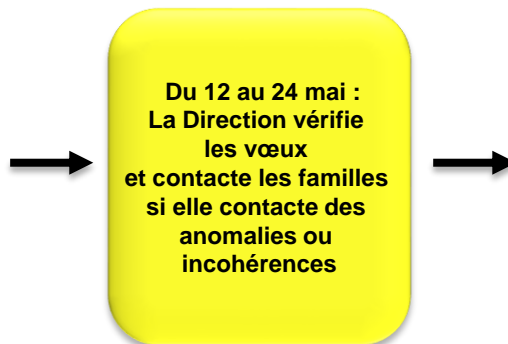 Du 12 au 24 mai :
La Direction vérifie
les vœux
et contacte les familles
si elle contacte des
anomalies ou
incohérences